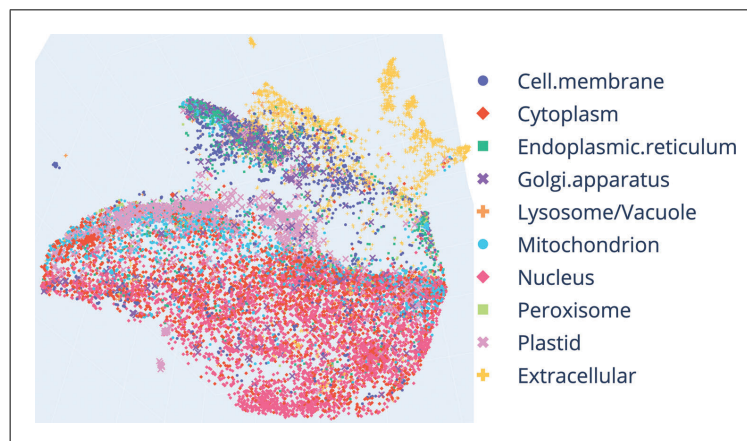 Cell.membrane
Cytoplasm
Endoplasmic.reticulum
Golgi.apparatus
Lysosome/Vacuole
Mitochondrion
Nucleus
Peroxisome
Plastid
Extracellular